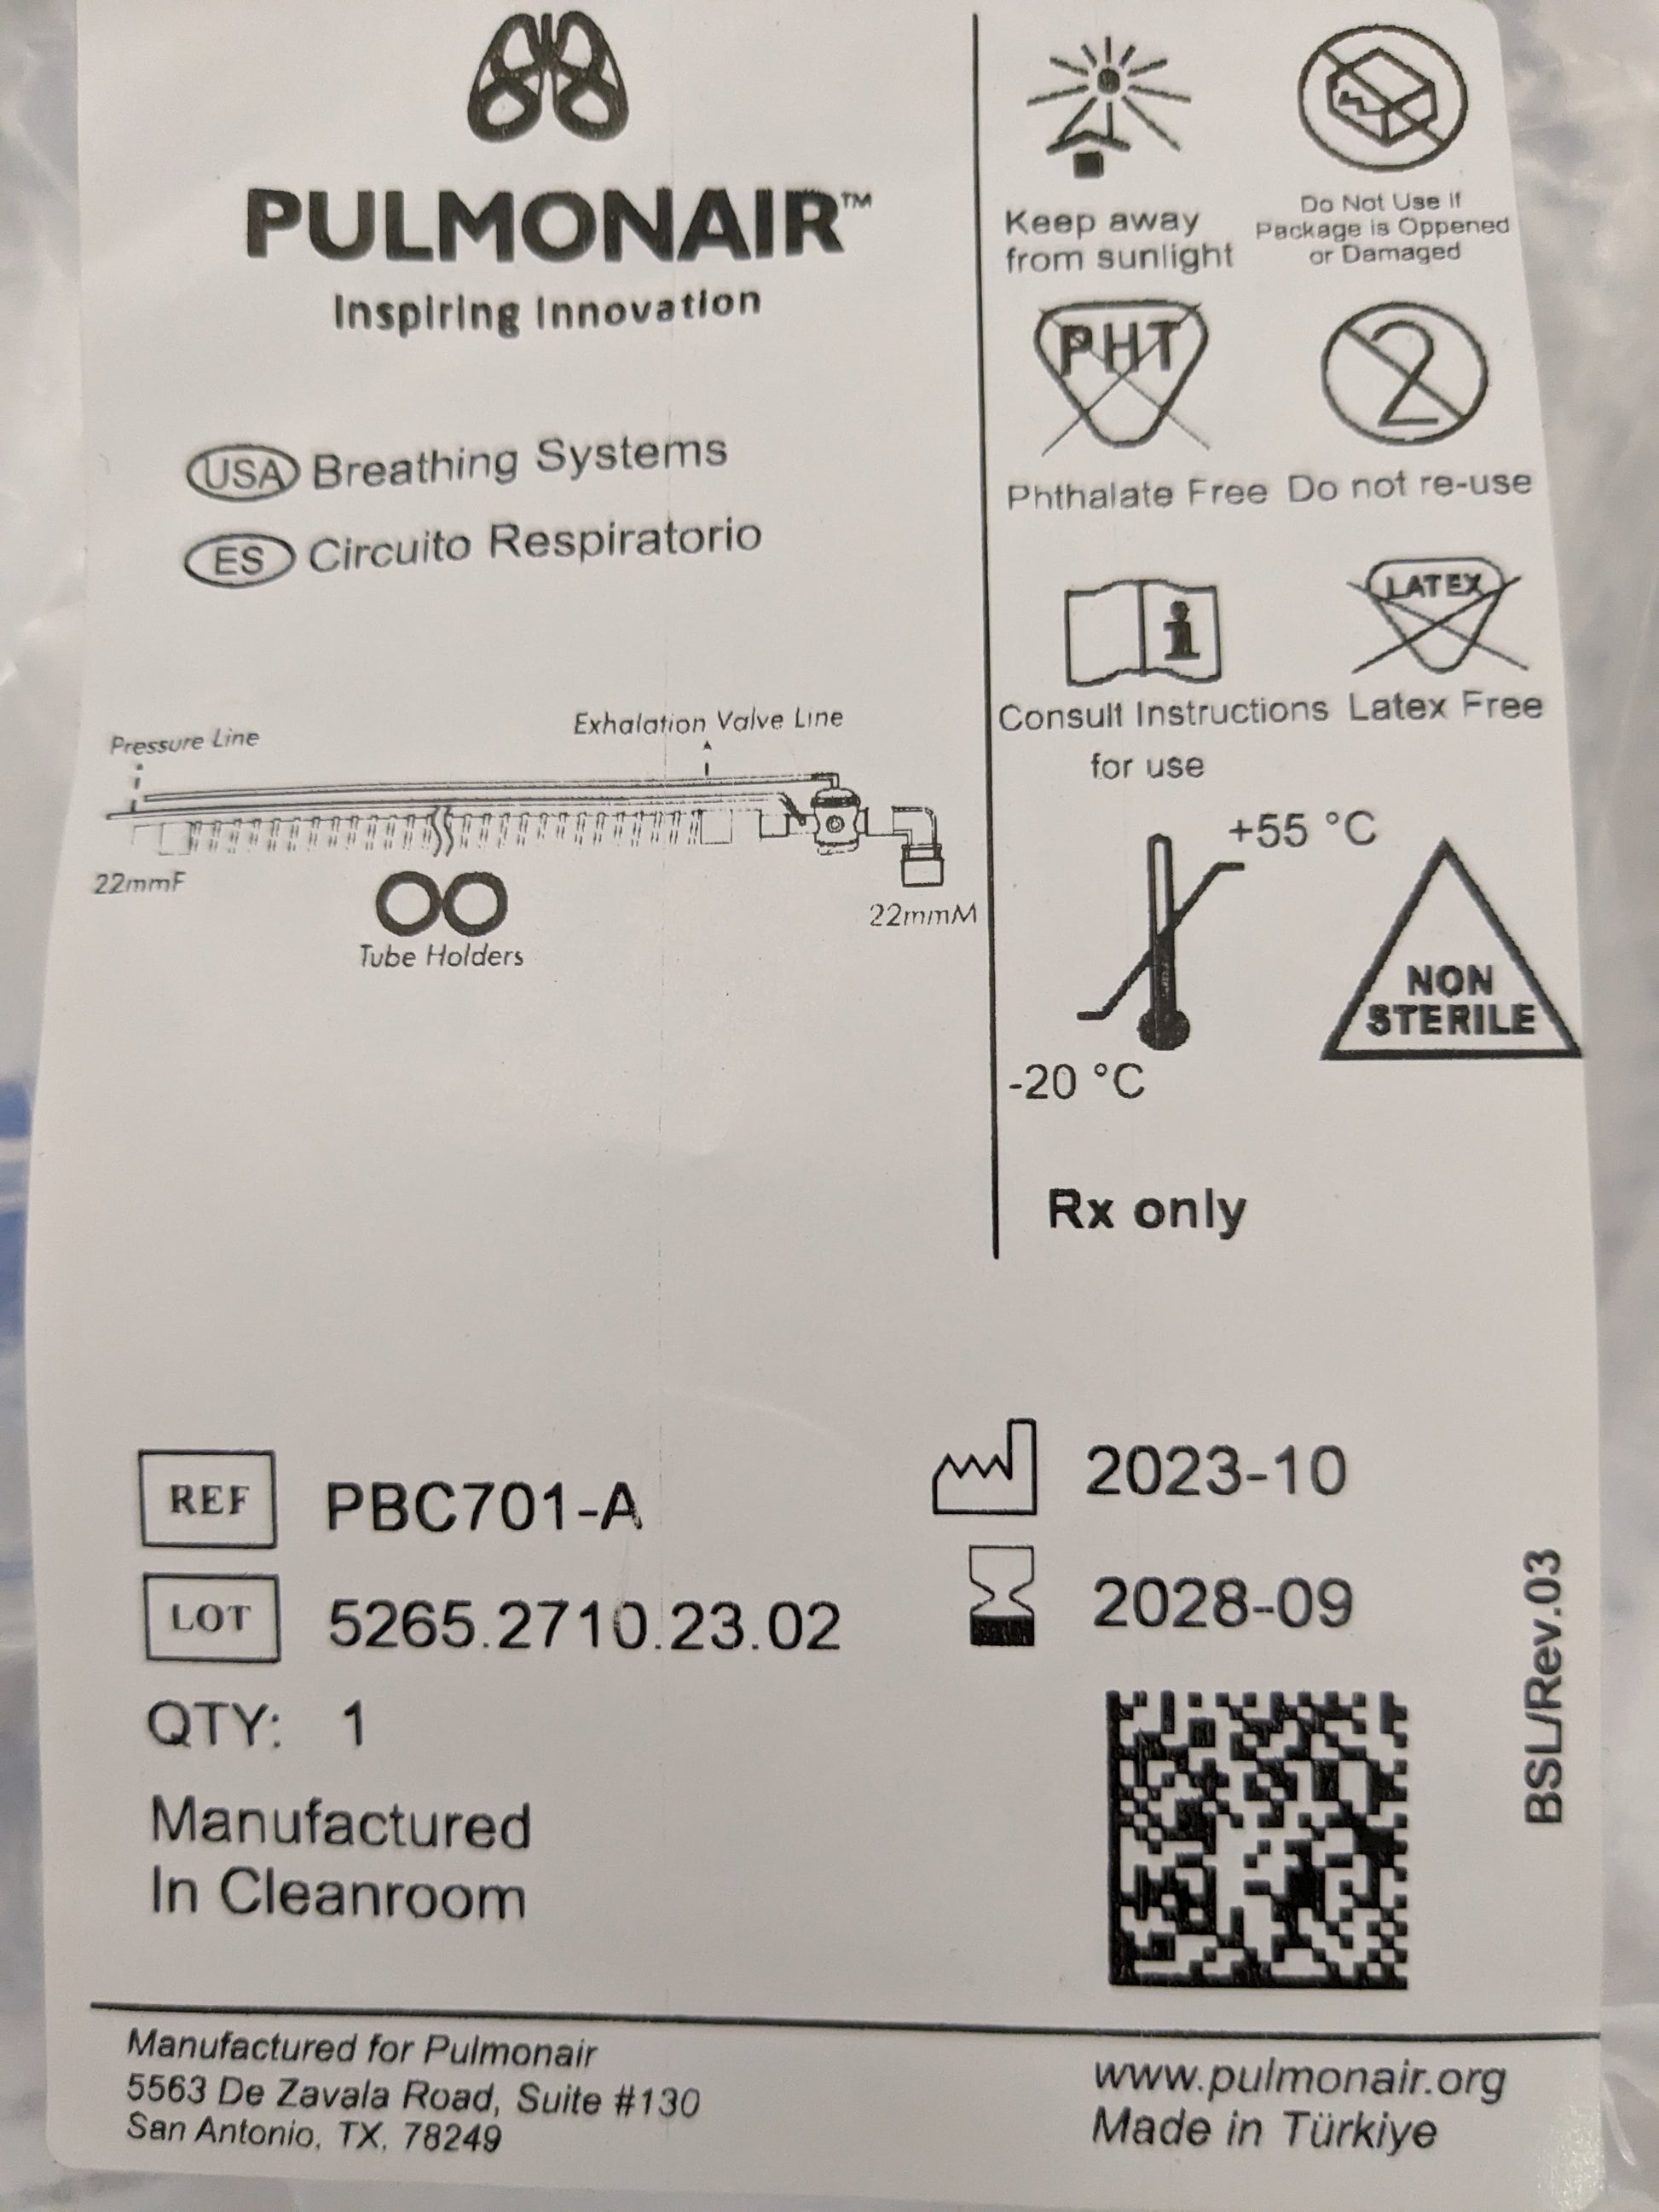 PULMONAIR™
Inspiring Innovation
USA Breathing Systems
ES Circuito Respiratorio
Pressure Line
Exhalation Valve Line
22mmF
22mmM
Tube Holders
Keep away
from sunlight
Do Not Use if
Package is Oppened
or Damaged
PHT
Phthalate Free
2
Do not re-use
Consult Instructions
for use
LATEX
Latex Free
+55 °C
-20 °C
NON
STERILE
Rx only
REF PBC701-A
LOT 5265.2710.23.02
QTY: 1
Manufactured
In Cleanroom
2023-10
2028-09
BSL/Rev.03
Manufactured for Pulmonair
5563 De Zavala Road, Suite #130
San Antonio, TX, 78249
www.pulmonair.org
Made in Türkiye